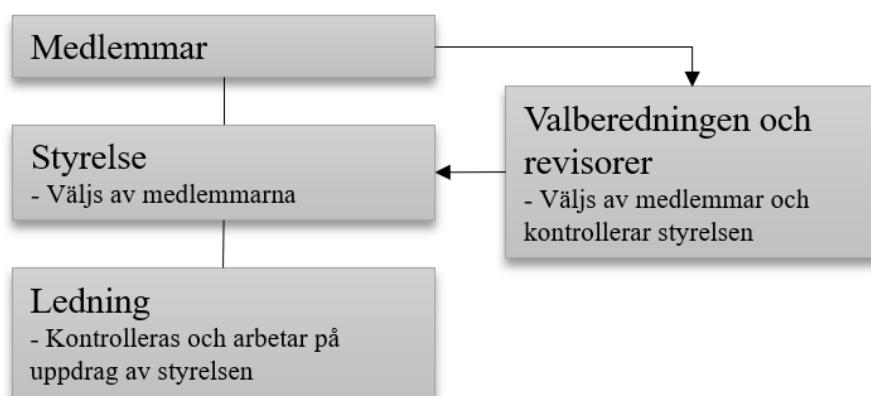 Medlemmar
Styrelse
- Väljs av medlemmarna
Ledning
- Kontrolleras och arbetar på
uppdrag av styrelsen
Valberedningen och
revisorer
- Väljs av medlemmar och
kontrollerar styrelsen